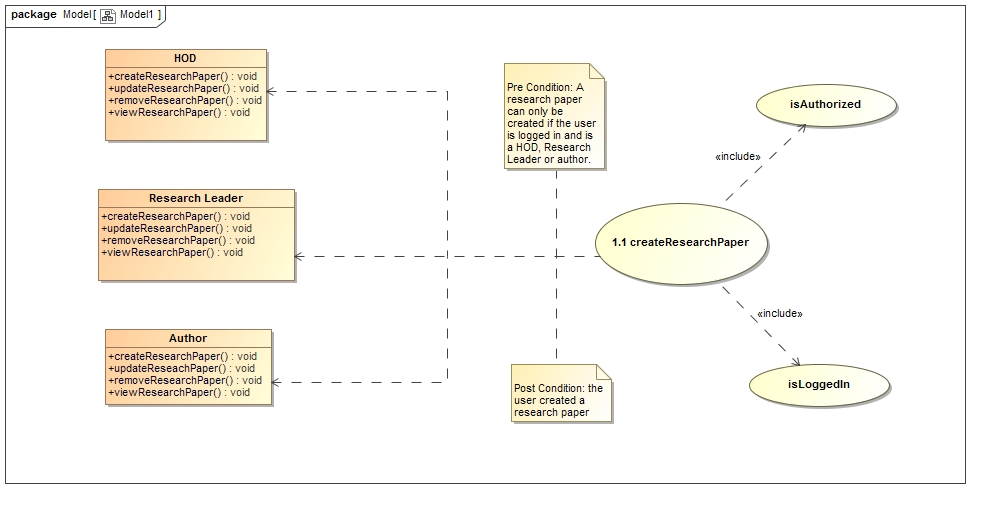 package Model [ Model1 ]
HOD
+createResearchPaper() : void
+updateResearchPaper() : void
+removeResearchPaper() : void
+viewResearchPaper() : void
Research Leader
+createResearchPaper() : void
+updateResearchPaper() : void
+removeResearchPaper() : void
+viewResearchPaper() : void
Author
+createResearchPaper() : void
+updateReseachPaper() : void
+removeResearchPaper() : void
+viewResearchPaper() : void
Pre Condition: A
research paper
can only be
created if the user
is logged in and is
a HOD, Research
Leader or author.
Post Condition: the
user created a
research paper
isAuthorized
«include»
1.1 createResearchPaper
«include»
isLoggedIn